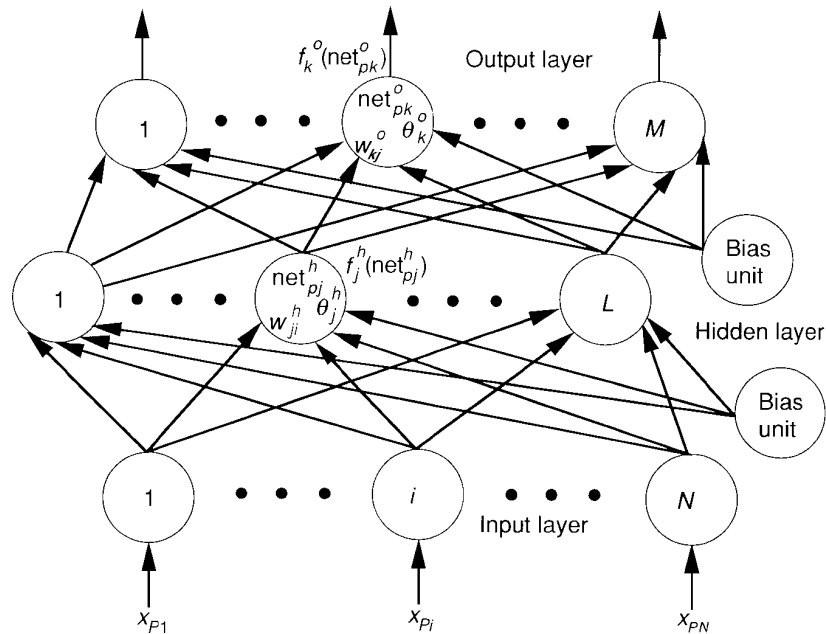 f_k^o(net_pk^o) Output layer
1 net_pk^o θ_k^o w_kj^o M
Bias unit
f_j^h(net_pj^h)
1 net_pj^h θ_j^h w_ji^h L
Hidden layer
Bias unit
1 i N
Input layer
x_P1 x_Pi x_PN